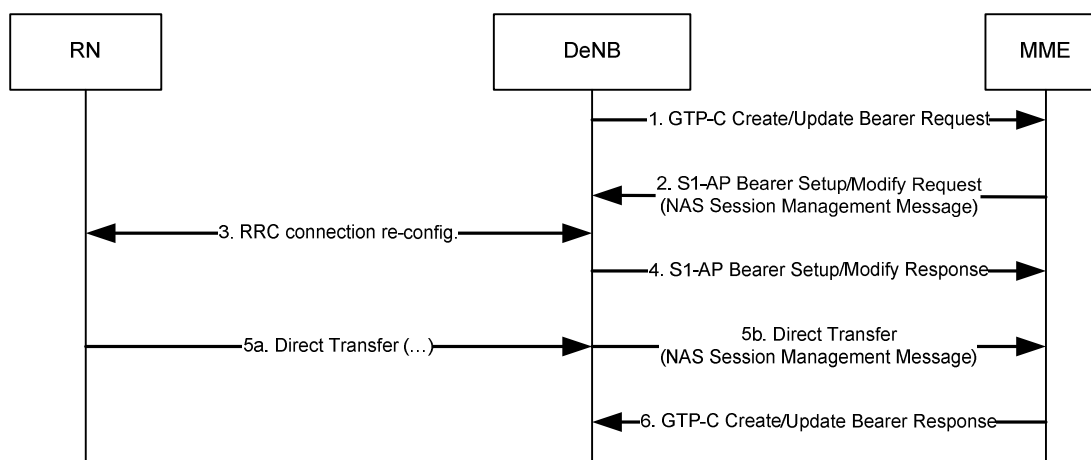 RN
DeNB
MME
1. GTP-C Create/Update Bearer Request
2. S1-AP Bearer Setup/Modify Request
(NAS Session Management Message)
3. RRC connection re-config.
4. S1-AP Bearer Setup/Modify Response
5a. Direct Transfer (...)
5b. Direct Transfer
(NAS Session Management Message)
6. GTP-C Create/Update Bearer Response